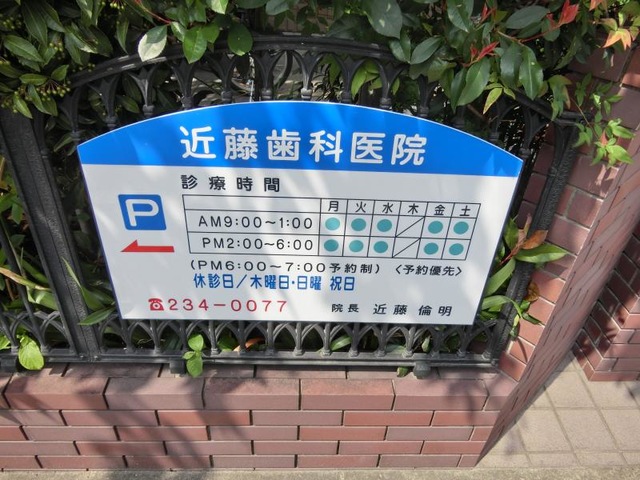 近藤歯科医院
診療時間
P
月 火 水 木 金 土
AM9:00~1:00 ● ● ● ／ ● ●
PM2:00~6:00 ● ● ● ／ ● ●
(PM6:00~7:00予約制) 〈予約優先〉
休診日／木曜日・日曜 祝日
☎234-0077 院長 近藤倫明